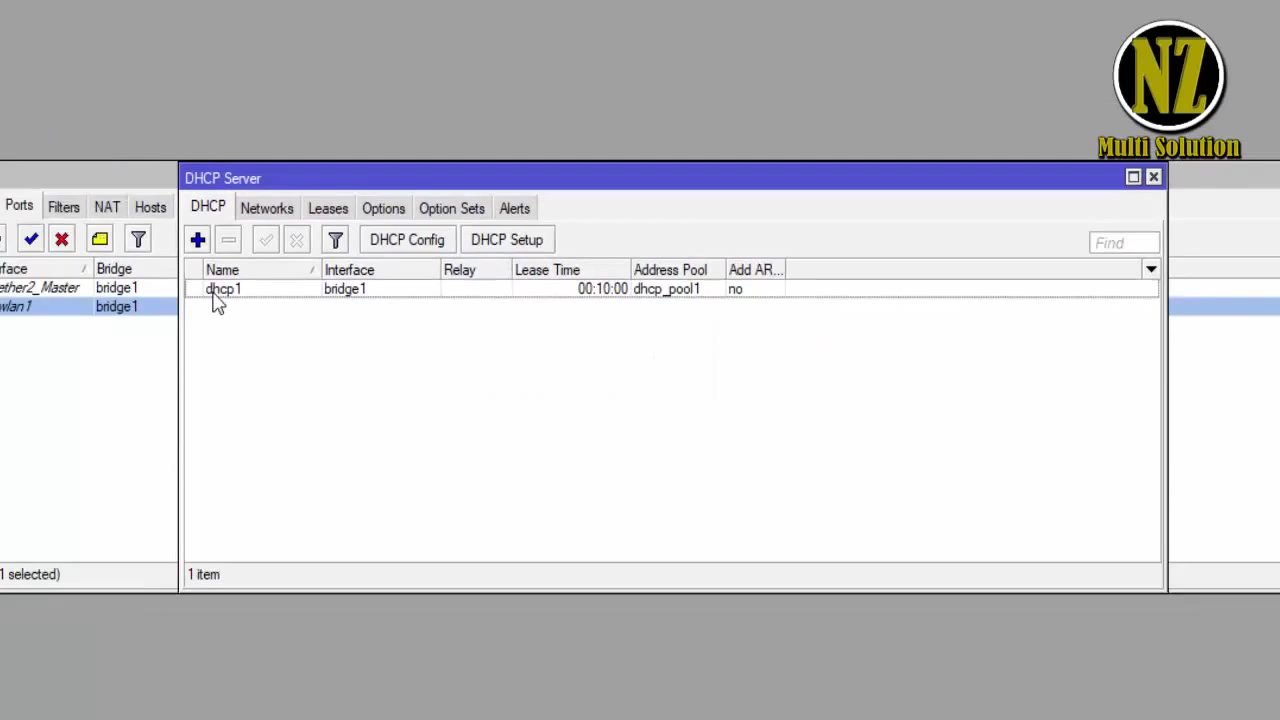 NZ
Multi Solution
DHCP Server
Ports Filters NAT Hosts
DHCP Networks Leases Options Option Sets Alerts
DHCP Config DHCP Setup Find
rface / Bridge
ether2_Master bridge1
wlan1 bridge1
1 selected)
Name / Interface Relay Lease Time Address Pool Add AR...
dhcp1 bridge1 00:10:00 dhcp_pool1 no
1 item